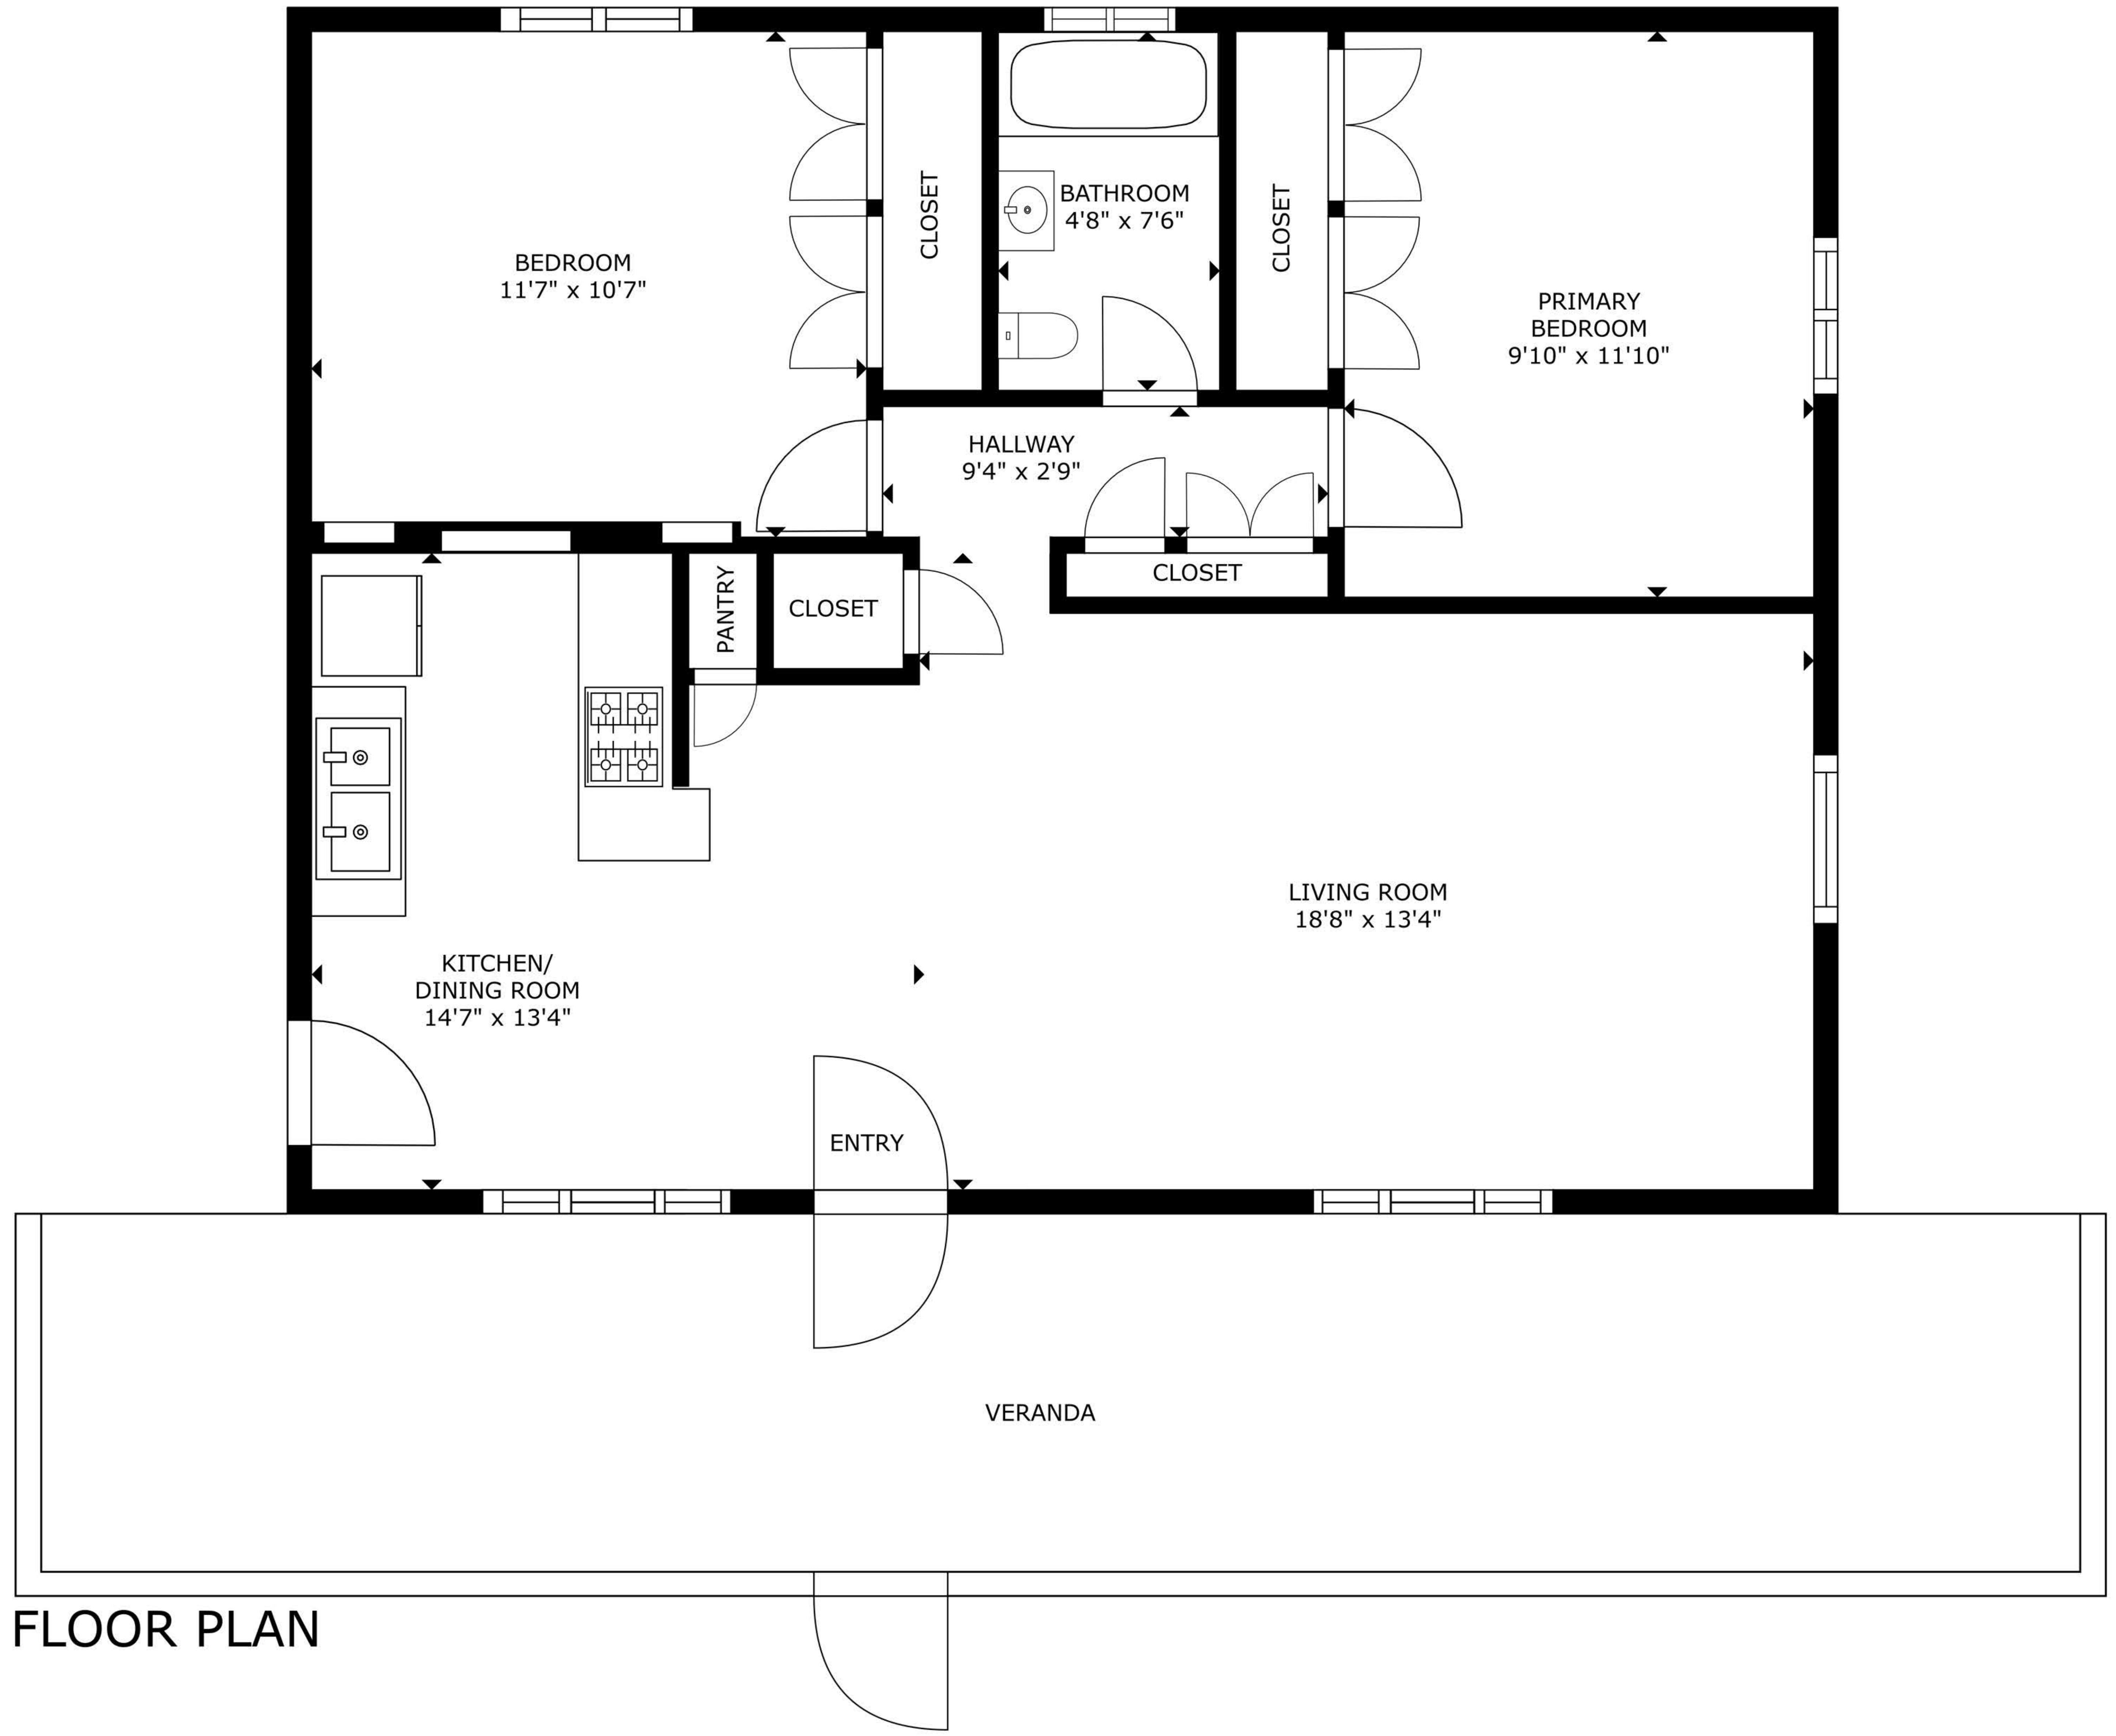 BEDROOM
11'7" x 10'7"
CLOSET
BATHROOM
4'8" x 7'6"
CLOSET
PRIMARY
BEDROOM
9'10" x 11'10"
HALLWAY
9'4" x 2'9"
PANTRY
CLOSET
CLOSET
LIVING ROOM
18'8" x 13'4"
KITCHEN/
DINING ROOM
14'7" x 13'4"
ENTRY
VERANDA
FLOOR PLAN